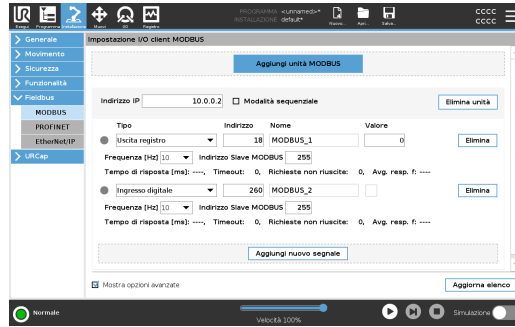 PROGRAMMA <unnamed>*
INSTALLAZIONE default*
Nuovo...
Apri...
Salva...
CCCC
CCCC
Esegui
Programma
Installazione
Muovi
I/O
Registro
Generale
Movimento
Sicurezza
Funzionalità
Fieldbus
MODBUS
PROFINET
EtherNet/IP
URCap
Impostazione I/O client MODBUS
Aggiungi unità MODBUS
Indirizzo IP 10.0.0.2 Modalità sequenziale Elimina unità
Tipo Indirizzo Nome Valore
Uscita registro 18 MODBUS_1 0 Elimina
Frequenza [Hz] 10 Indirizzo Slave MODBUS 255
Tempo di risposta [ms]: ----, Timeout: 0, Richieste non riuscite: 0, Avg. resp. f: ----
Ingresso digitale 260 MODBUS_2 Elimina
Frequenza [Hz] 10 Indirizzo Slave MODBUS 255
Tempo di risposta [ms]: ----, Timeout: 0, Richieste non riuscite: 0, Avg. resp. f: ----
Aggiungi nuovo segnale
Mostra opzioni avanzate
Aggiorna elenco
Normale
Velocità 100%
Simulazione